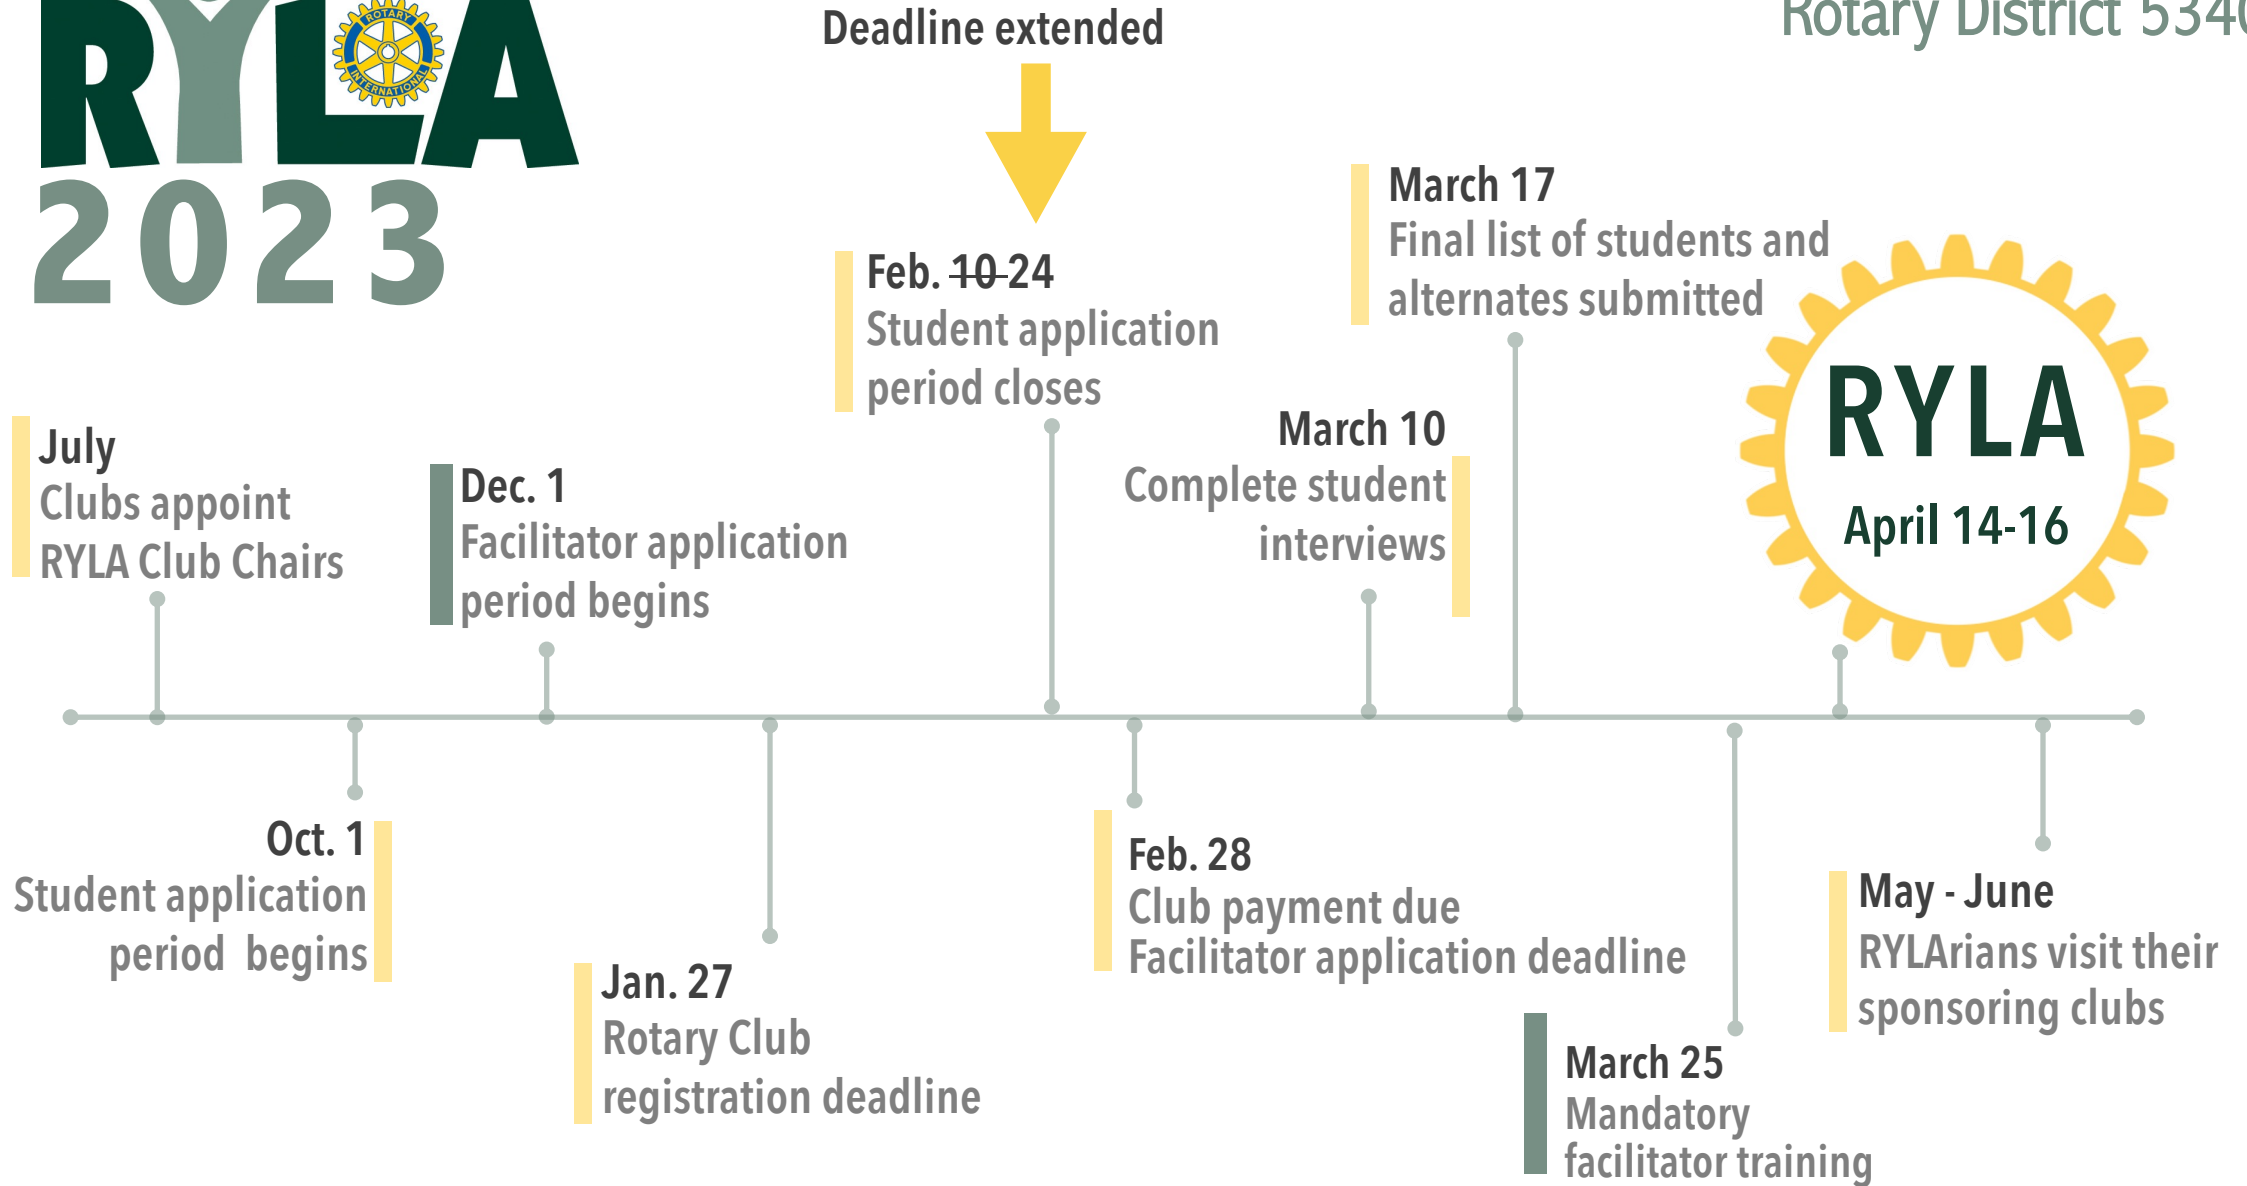 RYLA
ROTARY
INTERNATIONAL
2023
Deadline extended
Rotary District 5340
July
Clubs appoint
RYLA Club Chairs
Oct. 1
Student application
period  begins
Dec. 1
Facilitator application
period begins
Jan. 27
Rotary Club
registration deadline
Feb. 10 24
Student application
period closes
Feb. 28
Club payment due
Facilitator application deadline
March 10
Complete student
interviews
March 17
Final list of students and
alternates submitted
March 25
Mandatory
facilitator training
RYLA
April 14-16
May - June
RYLArians visit their
sponsoring clubs